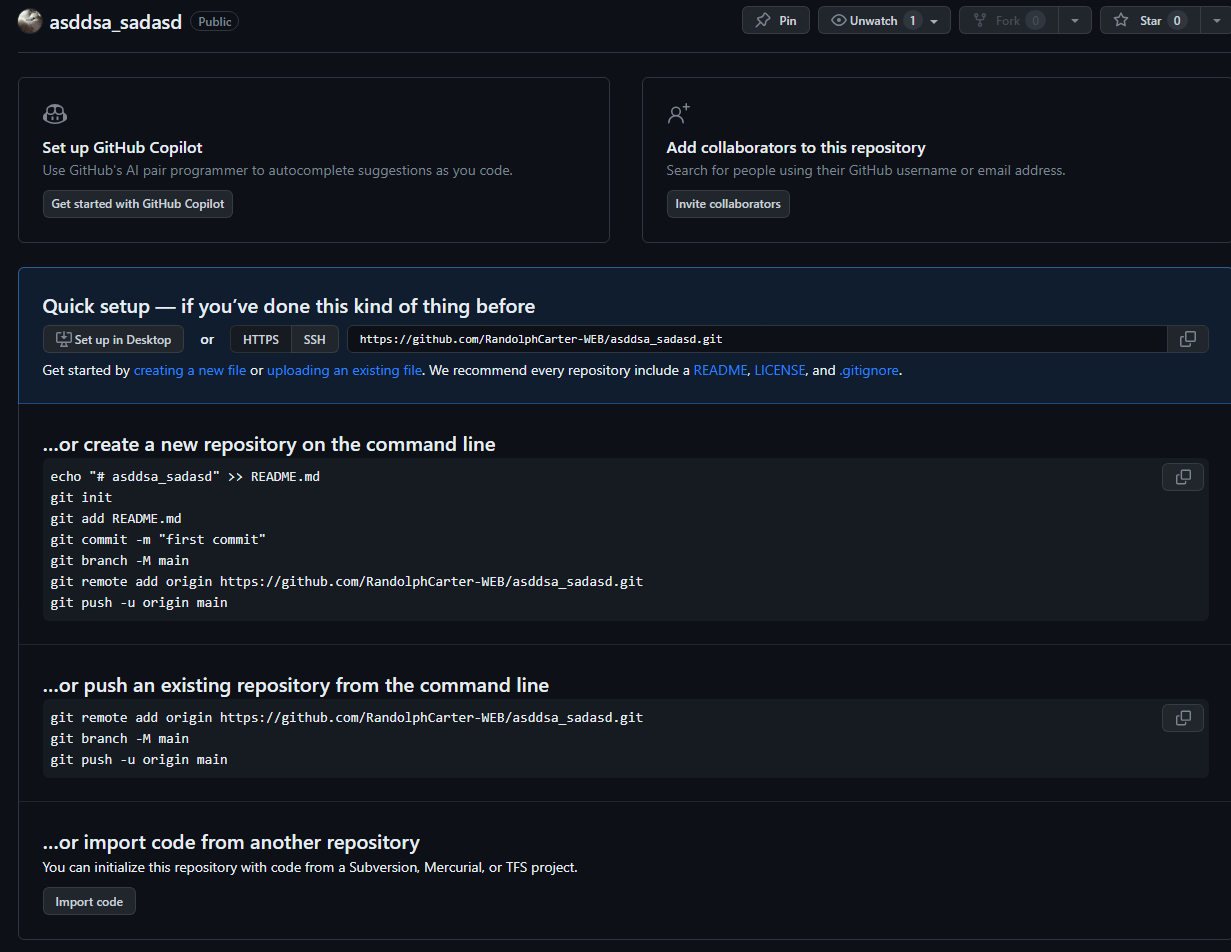 asddsa_sadasd Public Pin Unwatch 1 Fork 0 Star 0
Set up GitHub Copilot
Use GitHub's AI pair programmer to autocomplete suggestions as you code.
Get started with GitHub Copilot
Add collaborators to this repository
Search for people using their GitHub username or email address.
Invite collaborators
Quick setup — if you’ve done this kind of thing before
Set up in Desktop or HTTPS SSH https://github.com/RandolphCarter-WEB/asddsa_sadasd.git
Get started by creating a new file or uploading an existing file. We recommend every repository include a README, LICENSE, and .gitignore.
…or create a new repository on the command line
echo "# asddsa_sadasd" >> README.md
git init
git add README.md
git commit -m "first commit"
git branch -M main
git remote add origin https://github.com/RandolphCarter-WEB/asddsa_sadasd.git
git push -u origin main
…or push an existing repository from the command line
git remote add origin https://github.com/RandolphCarter-WEB/asddsa_sadasd.git
git branch -M main
git push -u origin main
…or import code from another repository
You can initialize this repository with code from a Subversion, Mercurial, or TFS project.
Import code